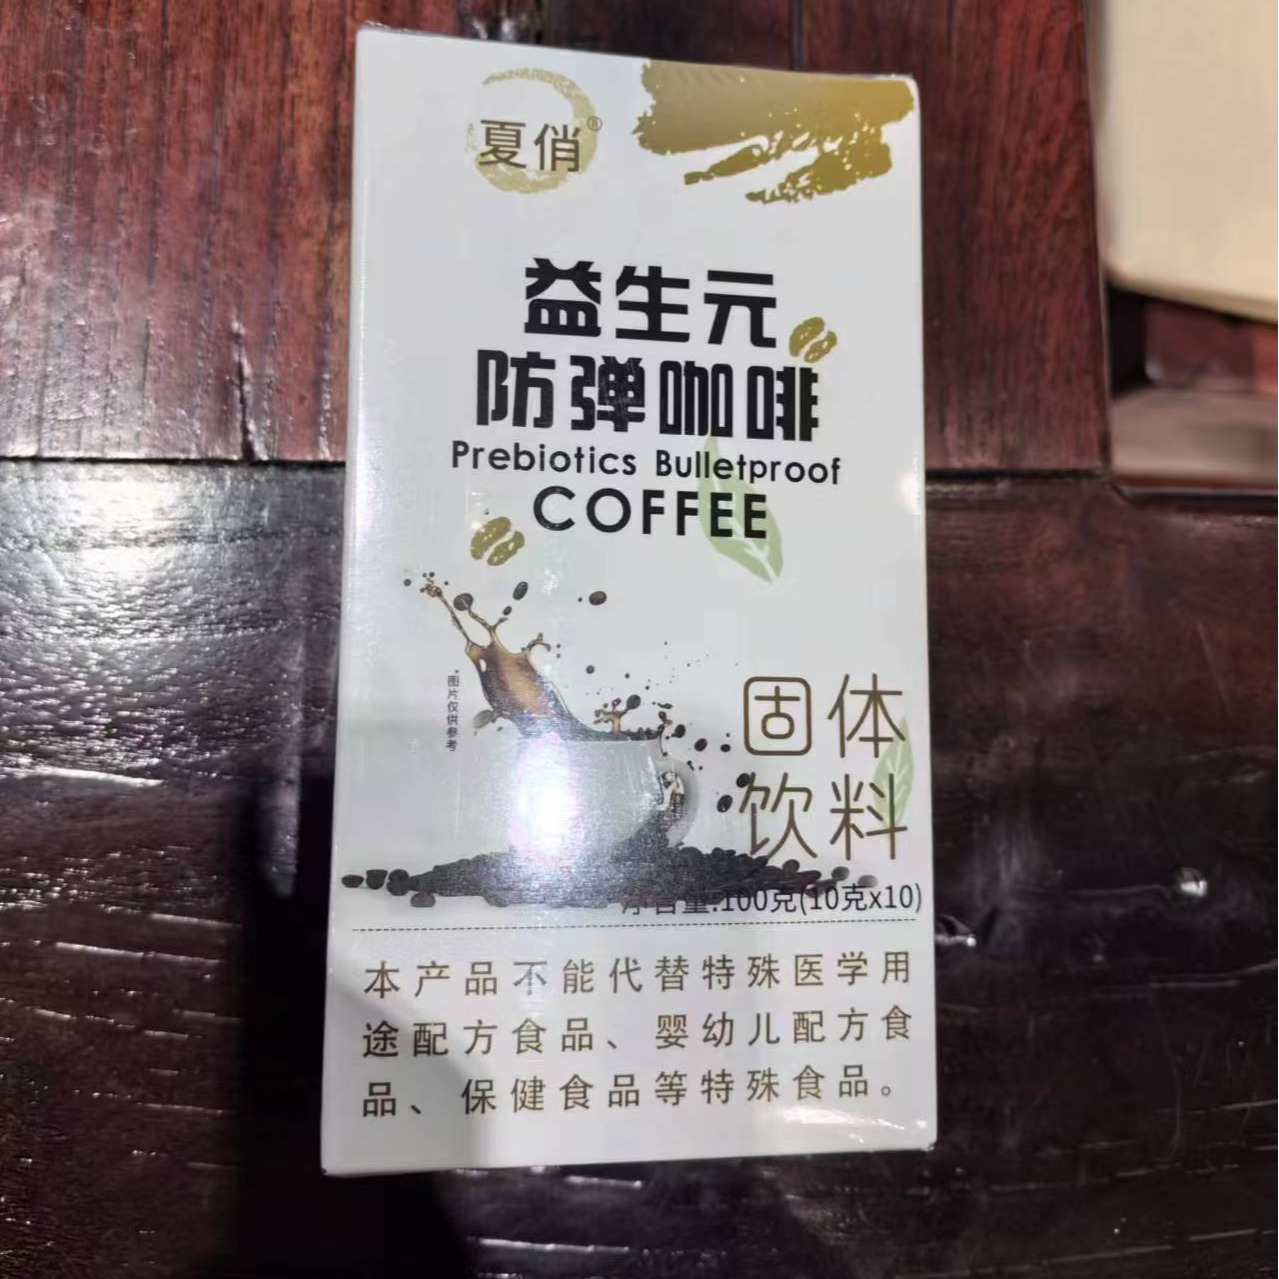 夏俏®
益生元
防弹咖啡
Prebiotics Bulletproof
COFFEE
*图片仅供参考
固体
饮料
净含量:100克(10克x10)
本产品不能代替特殊医学用
途配方食品、婴幼儿配方食
品、保健食品等特殊食品。